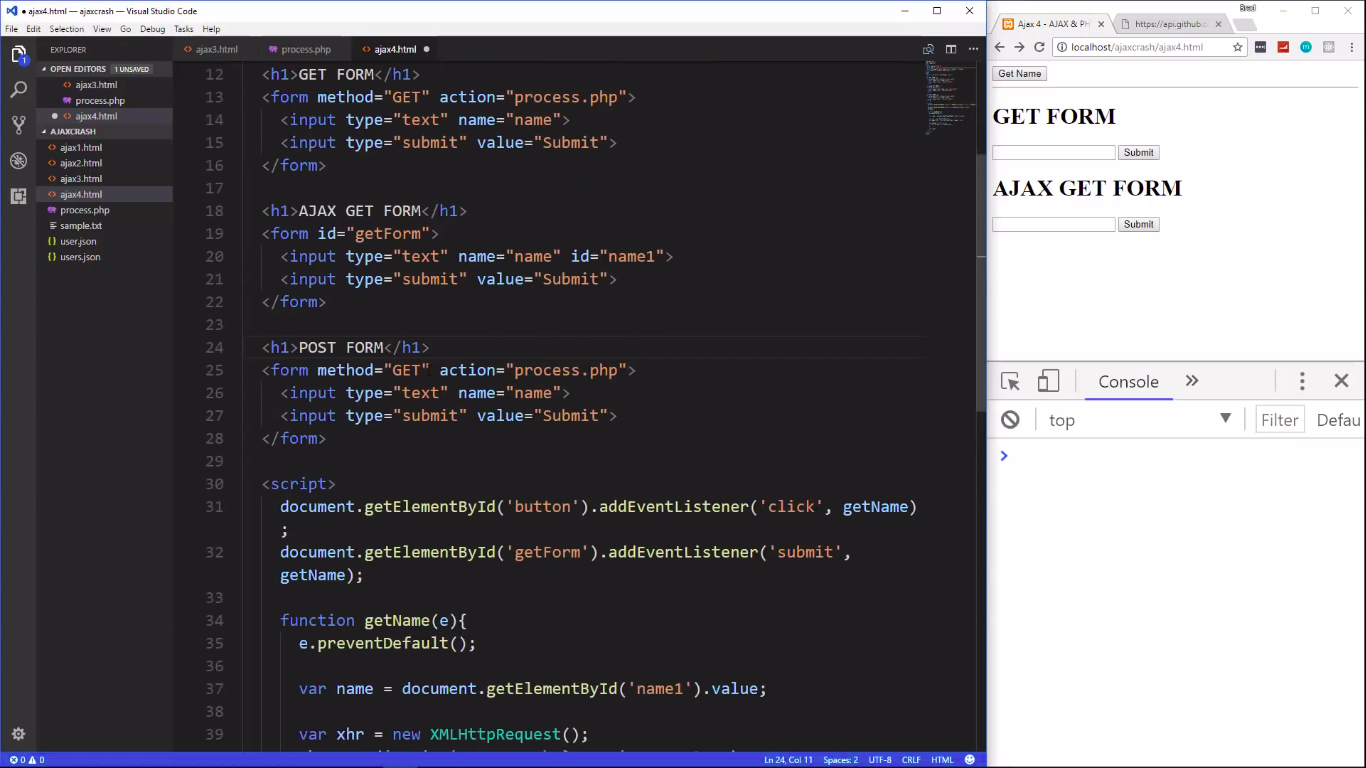 ajax4.html — ajaxcrash — Visual Studio Code
File Edit Selection View Go Debug Tasks Help
EXPLORER
OPEN EDITORS 1 UNSAVED
ajax3.html
process.php
ajax4.html
AJAXCRASH
ajax1.html
ajax2.html
ajax3.html
ajax4.html
process.php
sample.txt
user.json
users.json
1
ajax3.html process.php ajax4.html
12 <h1>GET FORM</h1>
13 <form method="GET" action="process.php">
14 <input type="text" name="name">
15 <input type="submit" value="Submit">
16 </form>
17
18 <h1>AJAX GET FORM</h1>
19 <form id="getForm">
20 <input type="text" name="name" id="name1">
21 <input type="submit" value="Submit">
22 </form>
23
24 <h1>POST FORM</h1>
25 <form method="GET" action="process.php">
26 <input type="text" name="name">
27 <input type="submit" value="Submit">
28 </form>
29
30 <script>
31 document.getElementById('button').addEventListener('click', getName)
;
32 document.getElementById('getForm').addEventListener('submit',
getName);
33
34 function getName(e){
35 e.preventDefault();
36
37 var name = document.getElementById('name1').value;
38
39 var xhr = new XMLHttpRequest();
0 0
Ln 24, Col 11 Spaces: 2 UTF-8 CRLF HTML
Brad
Ajax 4 - AJAX & PH https://api.github.c
localhost/ajaxcrash/ajax4.html
Get Name
GET FORM
Submit
AJAX GET FORM
Submit
Console »
top Filter Defau
>